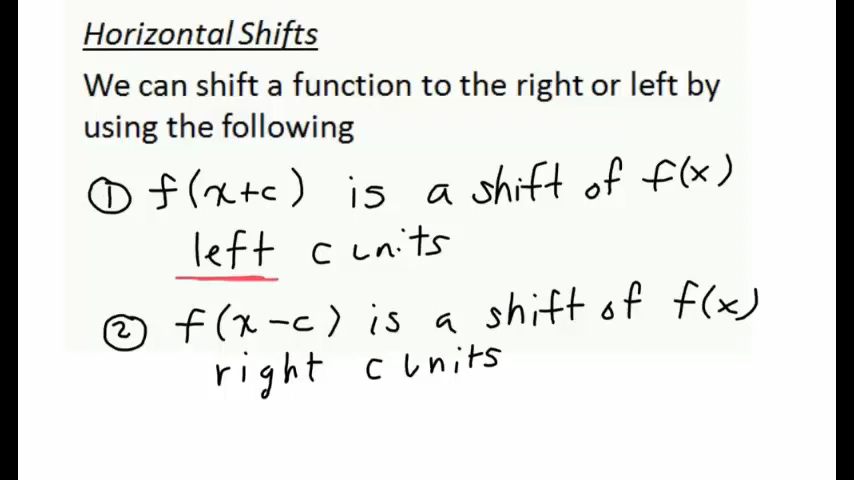 Horizontal Shifts
We can shift a function to the right or left by
using the following
① f(x+c) is a shift of f(x)
left c units
② f(x-c) is a shift of f(x)
right c units